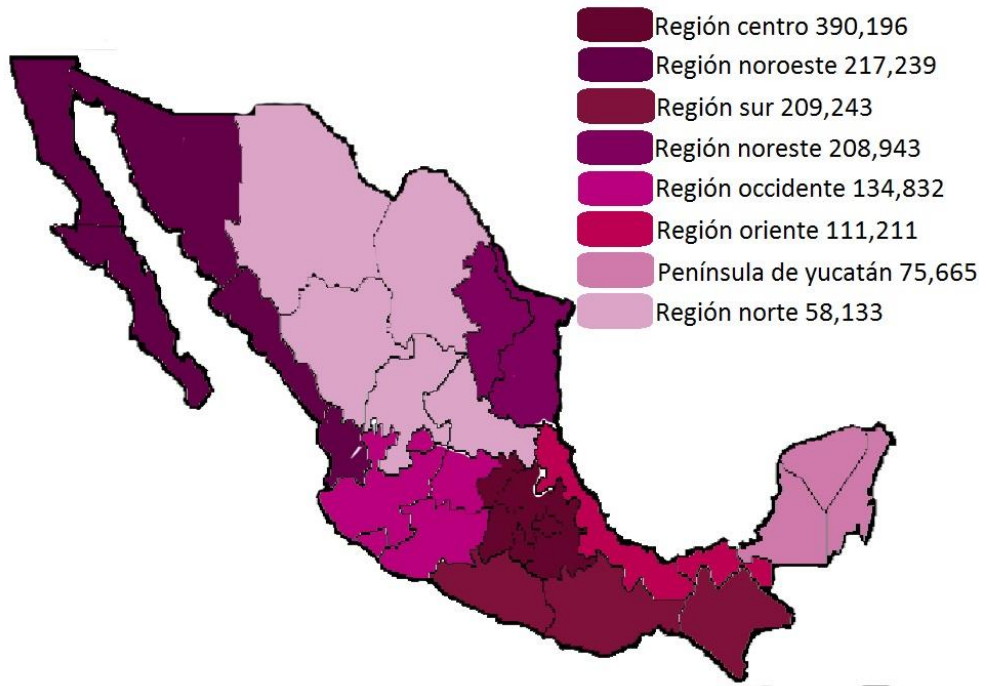 Región centro 390,196
Región noroeste 217,239
Región sur 209,243
Región noreste 208,943
Región occidente 134,832
Región oriente 111,211
Península de yucatán 75,665
Región norte 58,133